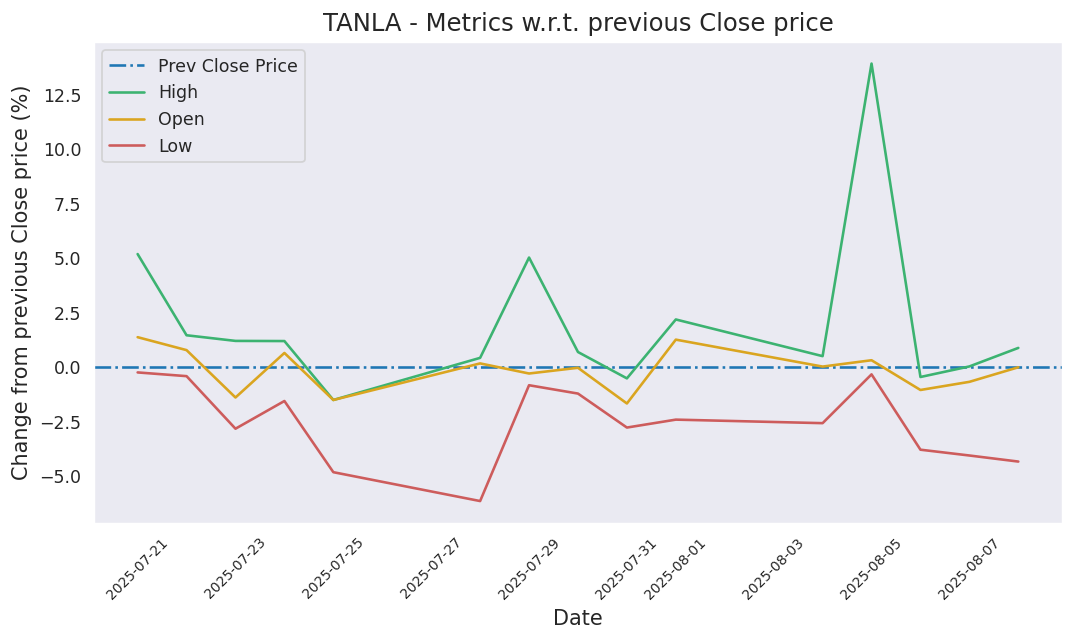 TANLA - Metrics w.r.t. previous Close price
Prev Close Price
High
Open
Low
Change from previous Close price (%)
12.5
10.0
7.5
5.0
2.5
0.0
−2.5
−5.0
2025-07-21
2025-07-23
2025-07-25
2025-07-27
2025-07-29
2025-07-31
2025-08-01
2025-08-03
2025-08-05
2025-08-07
Date